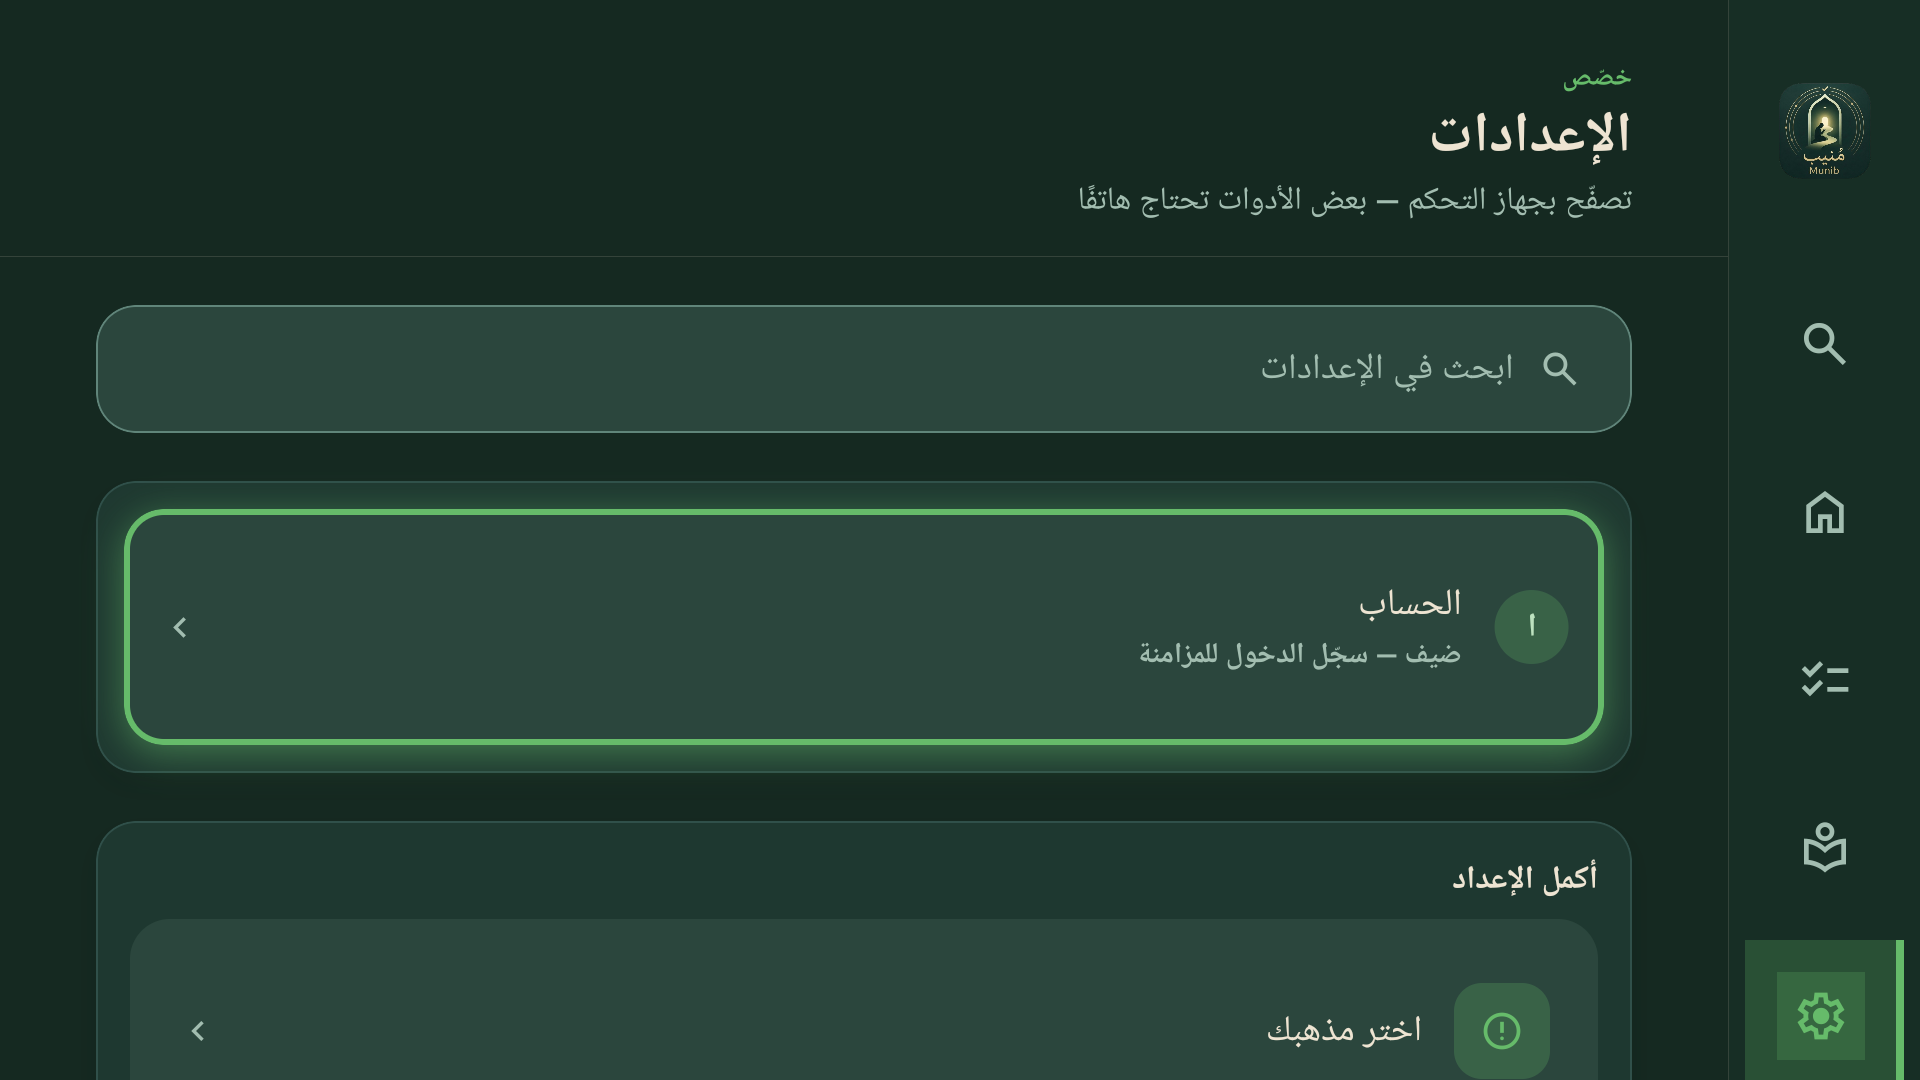 مُنيب
Munib
خصّص
الإعدادات
تصفّح بجهاز التحكم — بعض الأدوات تحتاج هاتفًا
ابحث في الإعدادات
ا
الحساب
ضيف — سجّل الدخول للمزامنة
أكمل الإعداد
اختر مذهبك